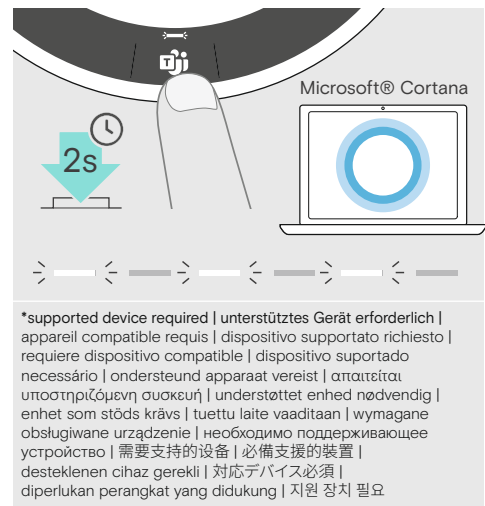 T
Microsoft® Cortana
2s
*supported device required | unterstütztes Gerät erforderlich |
appareil compatible requis | dispositivo supportato richiesto |
requiere dispositivo compatible | dispositivo suportado
necessário | ondersteund apparaat vereist | απαιτείται
υποστηριζόμενη συσκευή | understøttet enhed nødvendig |
enhet som stöds krävs | tuettu laite vaaditaan | wymagane
obsługiwane urządzenie | необходимо поддерживающее
устройство | 需要支持的设备 | 必備支援的裝置 |
desteklenen cihaz gerekli | 対応デバイス必須 |
diperlukan perangkat yang didukung | 지원 장치 필요